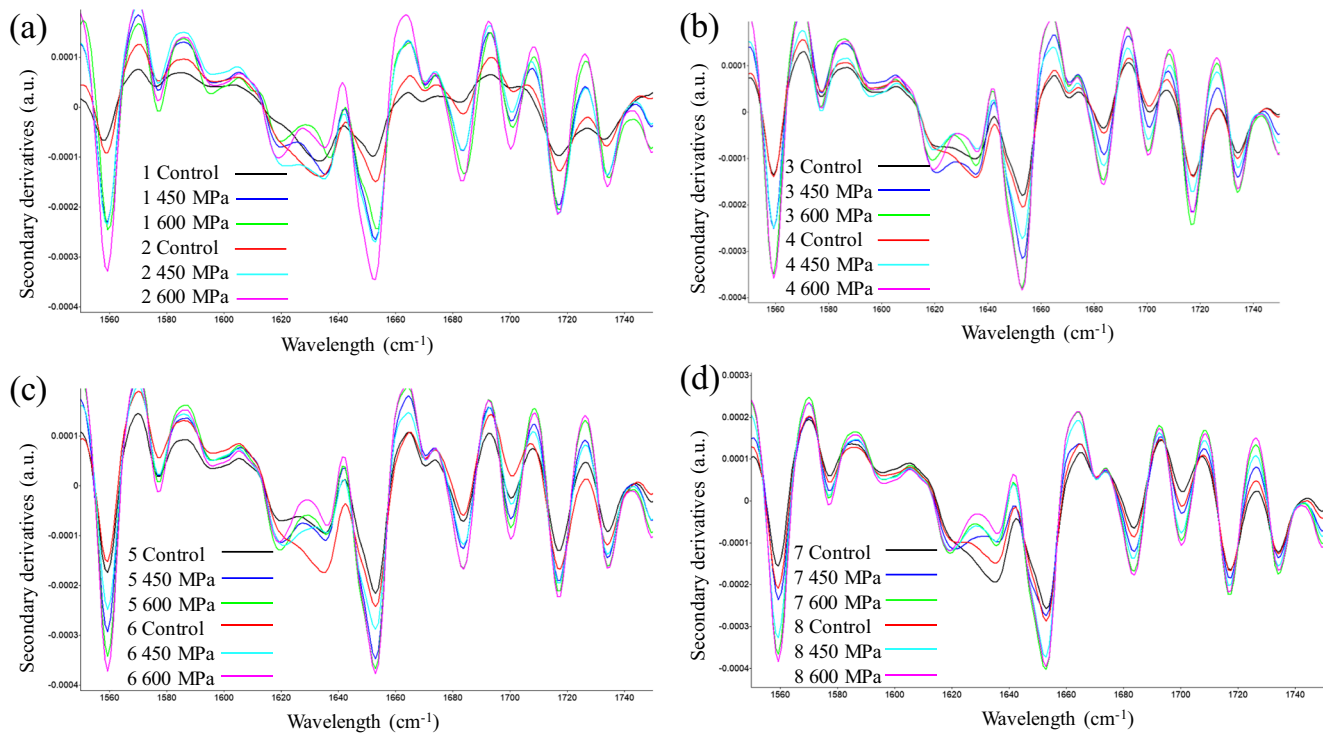 (a)
Secondary derivatives (a.u.)
0.0001
0
-0.0001
-0.0002
-0.0003
-0.0004
1 Control
1 450 MPa
1 600 MPa
2 Control
2 450 MPa
2 600 MPa
1560
1580
1600
1620
1640
1660
1680
1700
1720
1740
Wavelength (cm⁻¹)
(b)
Secondary derivatives (a.u.)
0.0001
0
-0.0001
-0.0002
-0.0003
-0.0004
3 Control
3 450 MPa
3 600 MPa
4 Control
4 450 MPa
4 600 MPa
1560
1580
1600
1620
1640
1660
1680
1700
1720
1740
Wavelength (cm⁻¹)
(c)
Secondary derivatives (a.u.)
0.0001
0
-0.0001
-0.0002
-0.0003
-0.0004
5 Control
5 450 MPa
5 600 MPa
6 Control
6 450 MPa
6 600 MPa
1560
1580
1600
1620
1640
1660
1680
1700
1720
1740
Wavelength (cm⁻¹)
(d)
Secondary derivatives (a.u.)
0.0003
0.0002
0.0001
0
-0.0001
-0.0002
-0.0003
-0.0004
7 Control
7 450 MPa
7 600 MPa
8 Control
8 450 MPa
8 600 MPa
1560
1580
1600
1620
1640
1660
1680
1700
1720
1740
Wavelength (cm⁻¹)